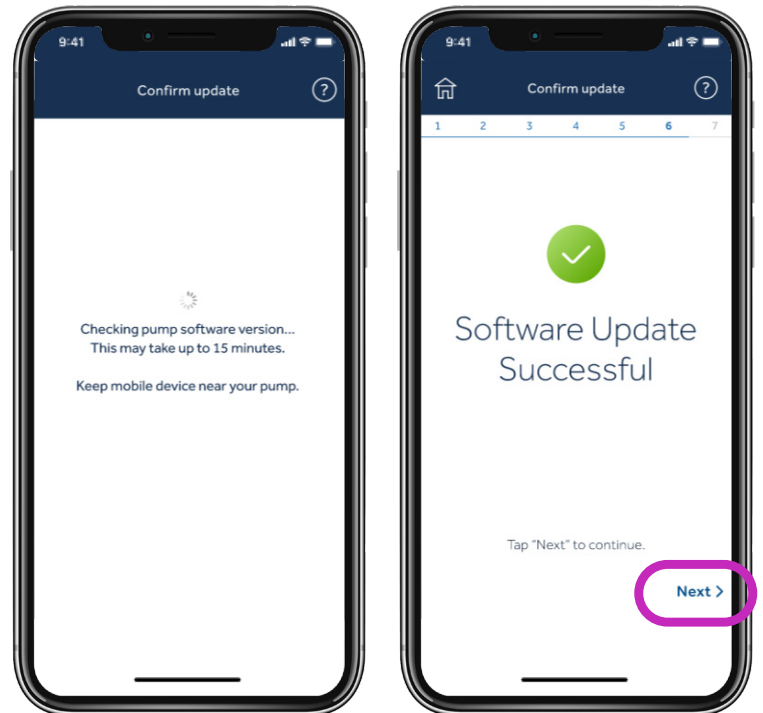 9:41
Confirm update
?
Checking pump software version...
This may take up to 15 minutes.
Keep mobile device near your pump.
9:41
Confirm update
?
1 2 3 4 5 6 7
Software Update
Successful
Tap "Next" to continue.
Next >